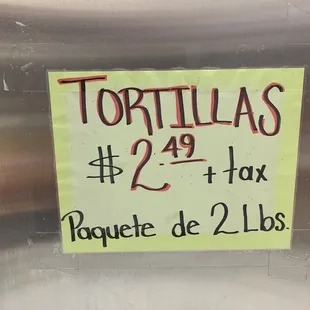 TORTILLAS
$2.49 + tax
Paquete de 2 Lbs.